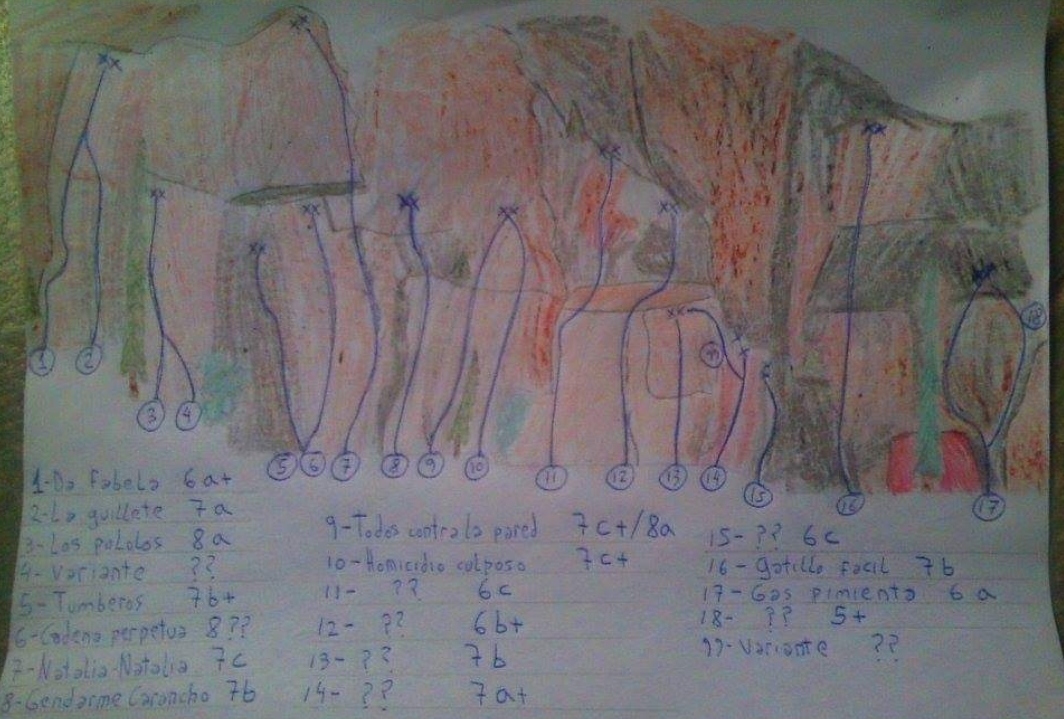 1
2
3
4
5
6
7
8
9
10
11
12
13
14
15
16
17
18
99
1-Da fabela 6a+
2-La guillete 7a
3-Los pololos 8a
4-Variante ??
5-Tumberos 7b+
6-Cadena perpetua 8??
7-Natalia-Natalia 7c
8-Gendarme Carancho 7b
9-Todos contra la pared 7c+/8a
10-Homicidio culposo 7c+
11- ?? 6c
12- ?? 6b+
13- ?? 7b
14- ?? 7a+
15- ?? 6c
16-gatillo facil 7b
17-Gas pimienta 6a
18- ?? 5+
99-Variante ??